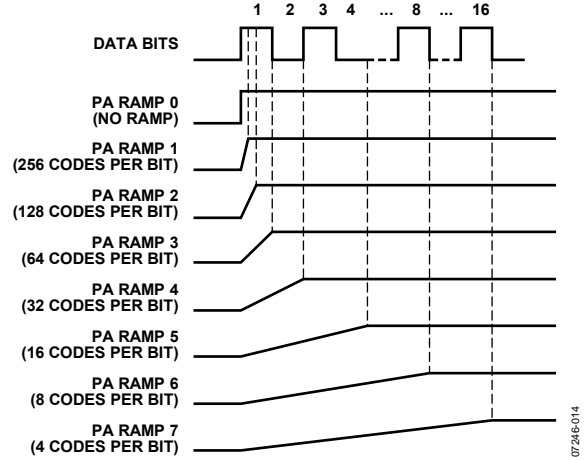 1 2 3 4 ... 8 ... 16
DATA BITS
PA RAMP 0
(NO RAMP)
PA RAMP 1
(256 CODES PER BIT)
PA RAMP 2
(128 CODES PER BIT)
PA RAMP 3
(64 CODES PER BIT)
PA RAMP 4
(32 CODES PER BIT)
PA RAMP 5
(16 CODES PER BIT)
PA RAMP 6
(8 CODES PER BIT)
PA RAMP 7
(4 CODES PER BIT)
07246-014